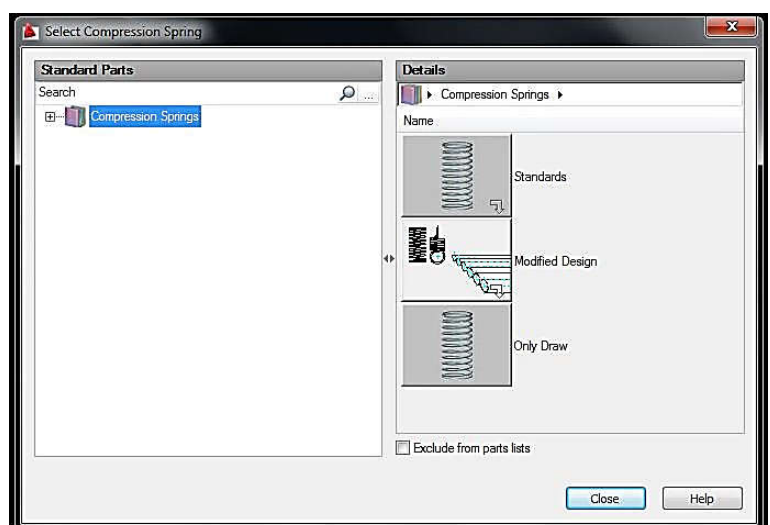 Select Compression Spring
Standard Parts
Search
...
Compression Springs
Details
Compression Springs
Name
Standards
Modified Design
Only Draw
Exclude from parts lists
Close
Help